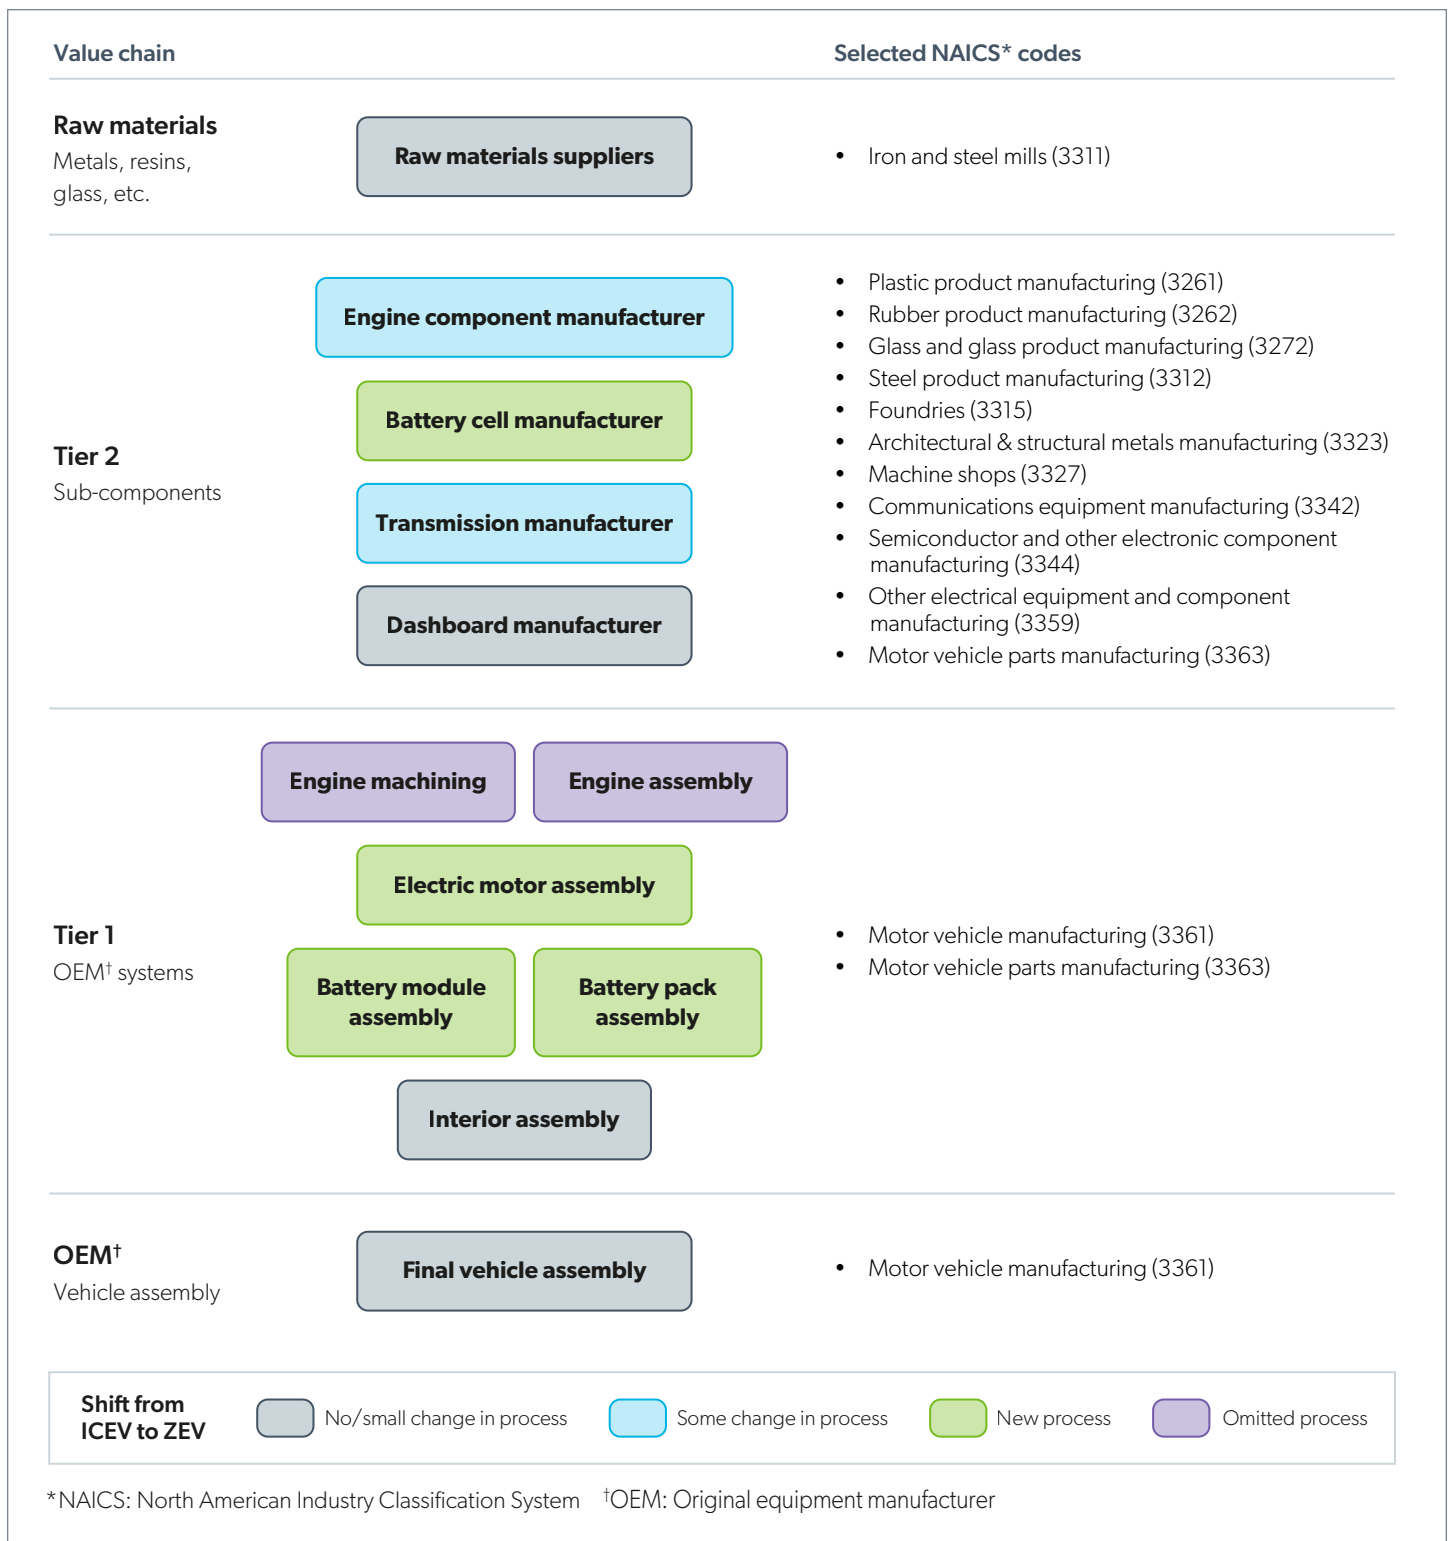 Value chain
Selected NAICS* codes
Raw materials
Metals, resins,
glass, etc.
Raw materials suppliers
• Iron and steel mills (3311)
Tier 2
Sub-components
Engine component manufacturer
Battery cell manufacturer
Transmission manufacturer
Dashboard manufacturer
• Plastic product manufacturing (3261)
• Rubber product manufacturing (3262)
• Glass and glass product manufacturing (3272)
• Steel product manufacturing (3312)
• Foundries (3315)
• Architectural & structural metals manufacturing (3323)
• Machine shops (3327)
• Communications equipment manufacturing (3342)
• Semiconductor and other electronic component
manufacturing (3344)
• Other electrical equipment and component
manufacturing (3359)
• Motor vehicle parts manufacturing (3363)
Tier 1
OEM† systems
Engine machining
Engine assembly
Electric motor assembly
Battery module
assembly
Battery pack
assembly
Interior assembly
• Motor vehicle manufacturing (3361)
• Motor vehicle parts manufacturing (3363)
OEM†
Vehicle assembly
Final vehicle assembly
• Motor vehicle manufacturing (3361)
Shift from
ICEV to ZEV
No/small change in process
Some change in process
New process
Omitted process
*NAICS: North American Industry Classification System †OEM: Original equipment manufacturer